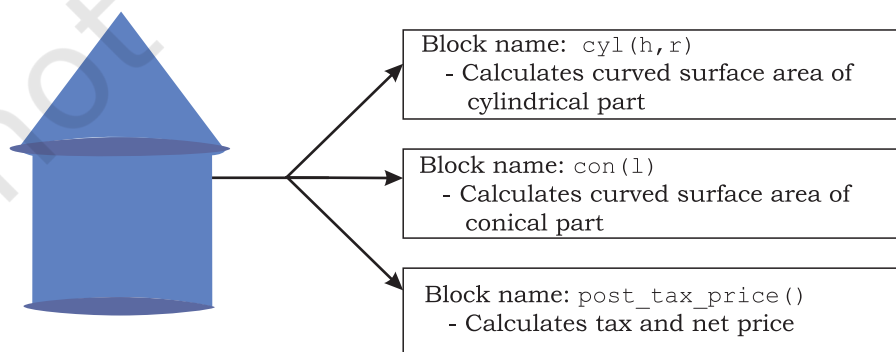 not
Block name: cyl(h,r)
- Calculates curved surface area of
cylindrical part
Block name: con(l)
- Calculates curved surface area of
conical part
Block name: post_tax_price()
- Calculates tax and net price